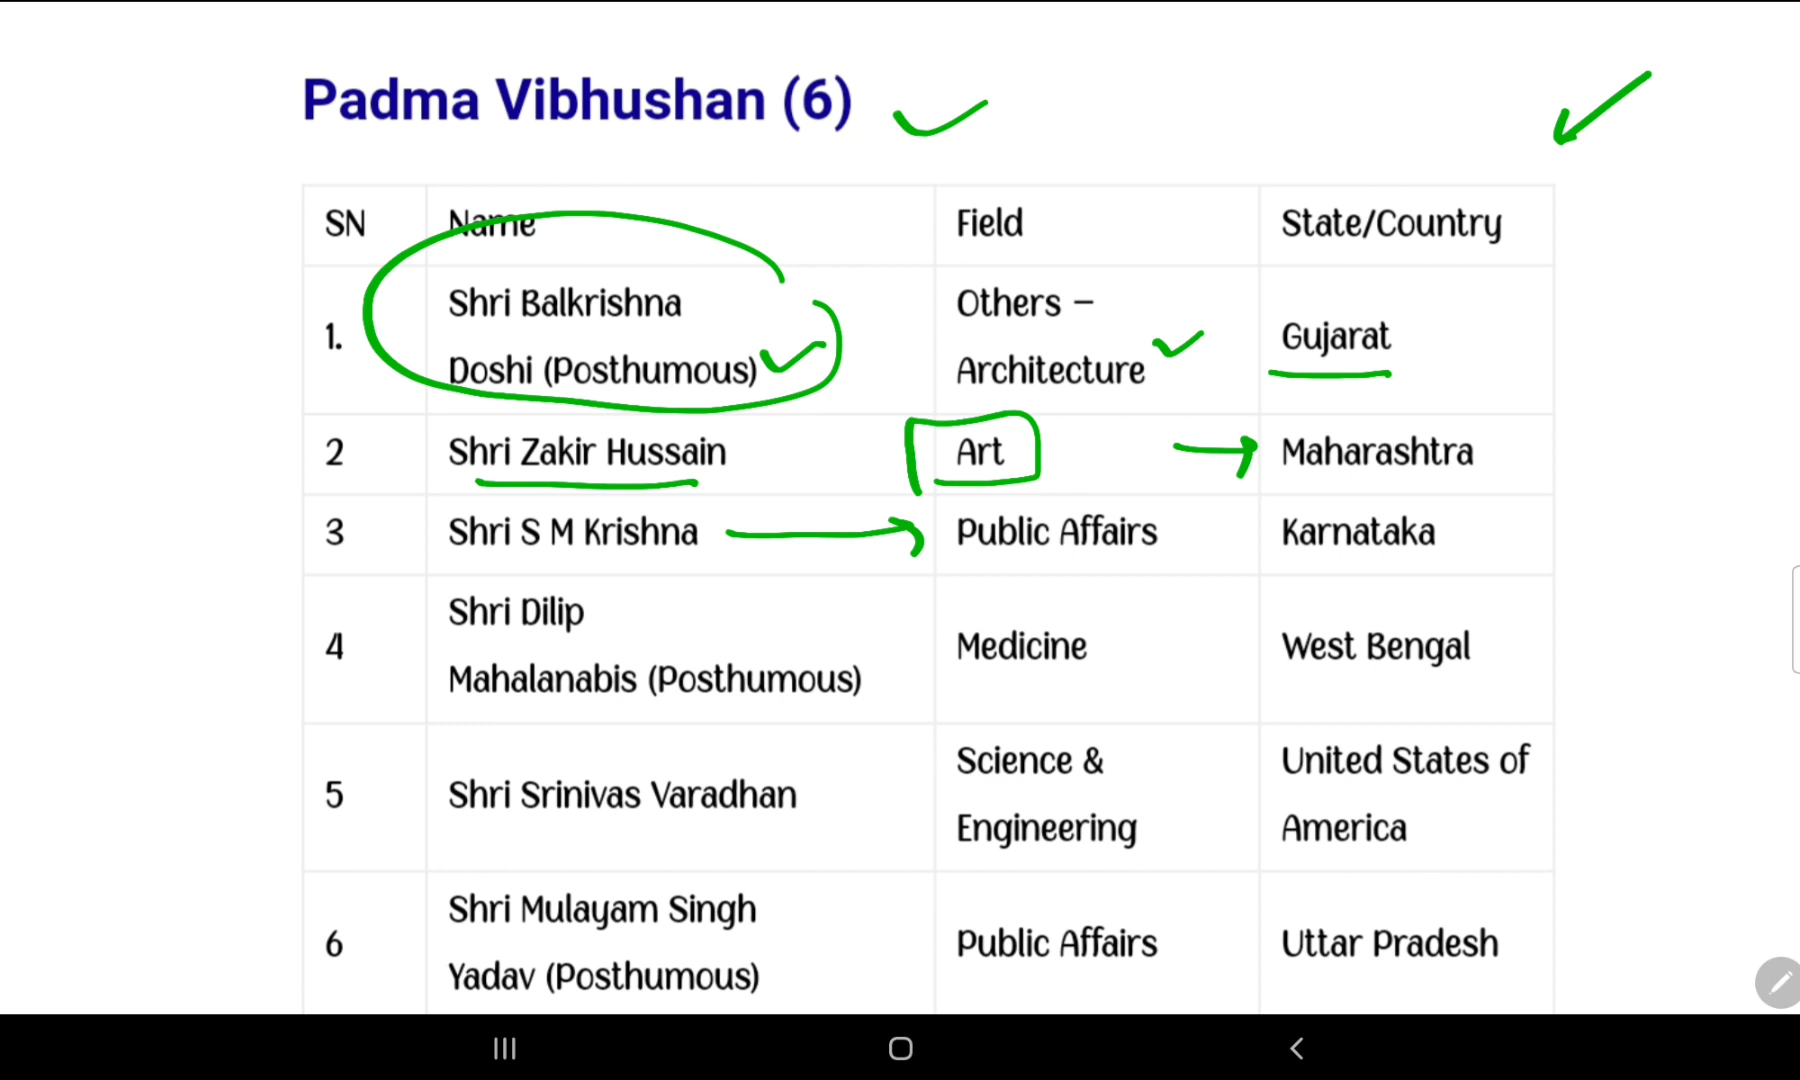 Padma Vibhushan (6)
SN Name Field State/Country
1. Shri Balkrishna Doshi (Posthumous) Others – Architecture Gujarat
2 Shri Zakir Hussain Art Maharashtra
3 Shri S M Krishna Public Affairs Karnataka
4 Shri Dilip Mahalanabis (Posthumous) Medicine West Bengal
5 Shri Srinivas Varadhan Science & Engineering United States of America
6 Shri Mulayam Singh Yadav (Posthumous) Public Affairs Uttar Pradesh